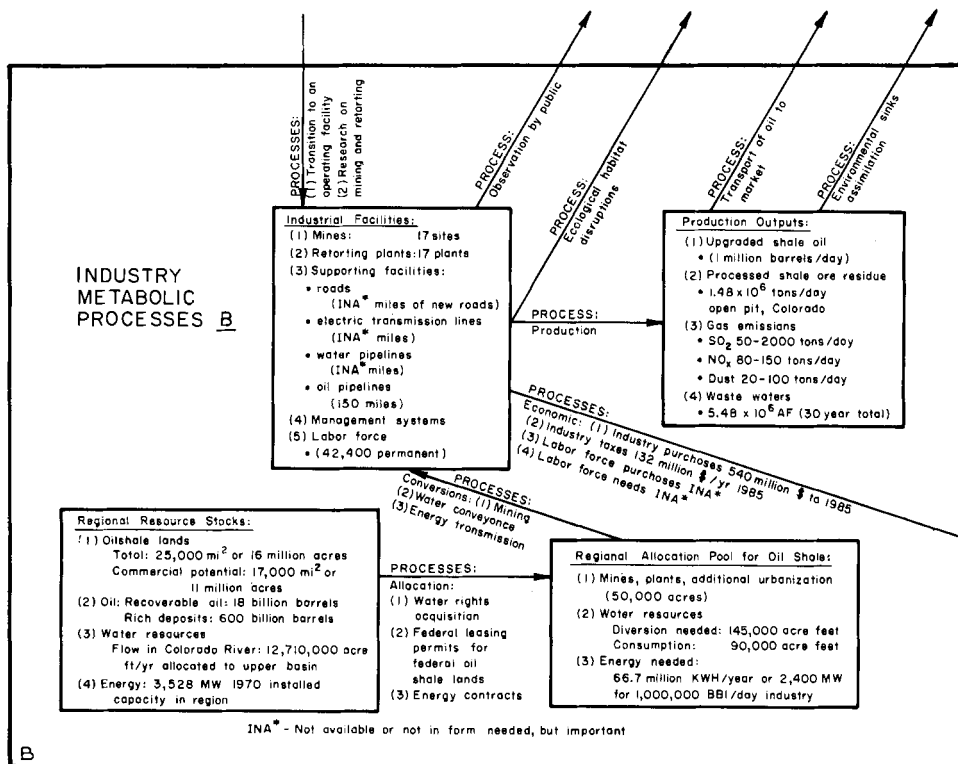 PROCESSES:
(1) Transition to an
operating facility
(2) Research on
mining and retorting
PROCESS:
Observation by public
PROCESS:
Ecological habitat
disruptions
PROCESS:
Transport of oil to
market
PROCESS:
Environmental sinks
assimilation
INDUSTRY
METABOLIC
PROCESSES B
Industrial Facilities:
(1) Mines: 17 sites
(2) Retorting plants: 17 plants
(3) Supporting facilities:
• roads
(INA* miles of new roads)
• electric transmission lines
(INA* miles)
• water pipelines
(INA* miles)
• oil pipelines
(150 miles)
(4) Management systems
(5) Labor force
• (42,400 permanent)
PROCESS:
Production
Production Outputs:
(1) Upgraded shale oil
• (1 million barrels/day)
(2) Processed shale ore residue
• 1.48 x 10⁶ tons/day
open pit, Colorado
(3) Gas emissions
• SO₂ 50-2000 tons/day
• NOₓ 80-150 tons/day
• Dust 20-100 tons/day
(4) Waste waters
• 5.48 x 10⁶ AF (30 year total)
PROCESSES:
Economic: (1) Industry purchases 540 million $ to 1985
(2) Industry taxes 132 million $/yr 1985
(3) Labor force purchases INA*
(4) Labor force needs INA*
PROCESSES:
Conversions: (1) Mining
(2) Water conveyance
(3) Energy transmission
Regional Resource Stocks:
(1) Oilshale lands
Total: 25,000 mi² or 16 million acres
Commercial potential: 17,000 mi² or
11 million acres
(2) Oil: Recoverable oil: 18 billion barrels
Rich deposits: 600 billion barrels
(3) Water resources
Flow in Colorado River: 12,710,000 acre
ft/yr allocated to upper basin
(4) Energy: 3,528 MW 1970 installed
capacity in region
PROCESSES:
Allocation:
(1) Water rights
acquisition
(2) Federal leasing
permits for
federal oil
shale lands
(3) Energy contracts
Regional Allocation Pool for Oil Shale:
(1) Mines, plants, additional urbanization
(50,000 acres)
(2) Water resources
Diversion needed: 145,000 acre feet
Consumption: 90,000 acre feet
(3) Energy needed:
66.7 million KWH/year or 2,400 MW
for 1,000,000 BBl/day industry
INA* - Not available or not in form needed, but important
B